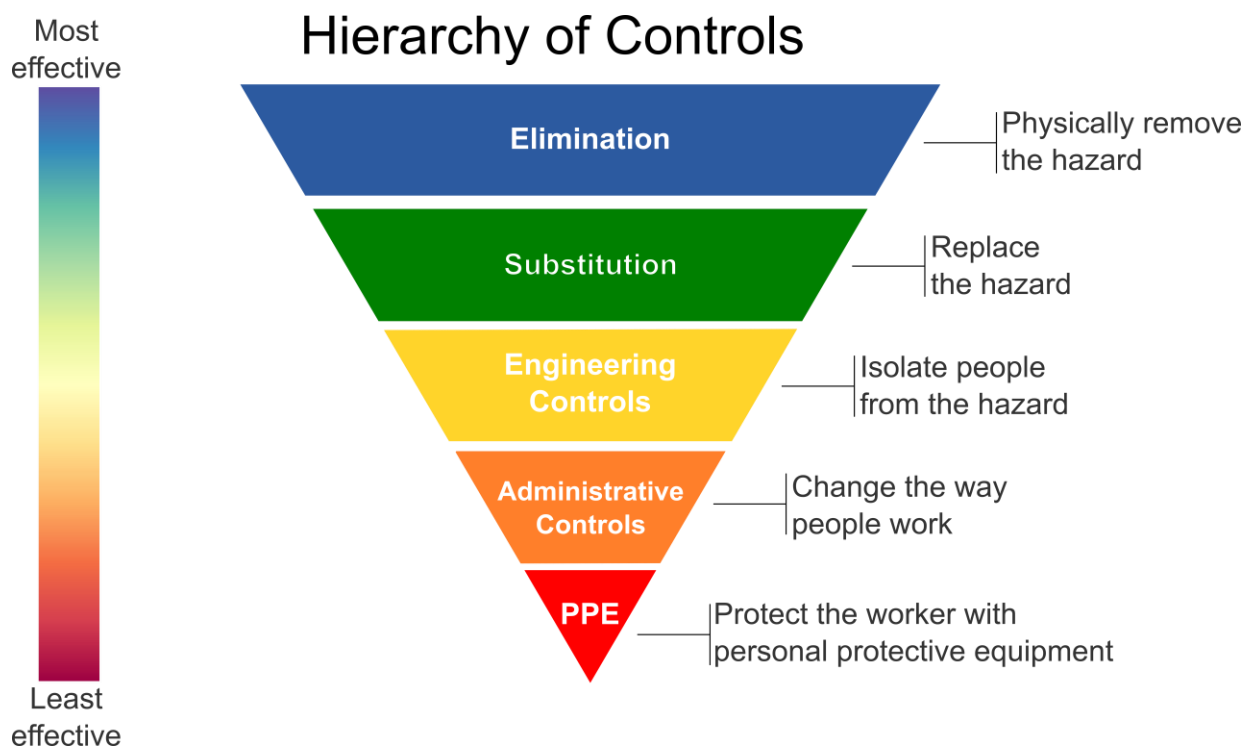 Hierarchy of Controls
Most
effective
Elimination
Physically remove
the hazard
Substitution
Replace
the hazard
Engineering
Controls
Isolate people
from the hazard
Administrative
Controls
Change the way
people work
PPE
Protect the worker with
personal protective equipment
Least
effective